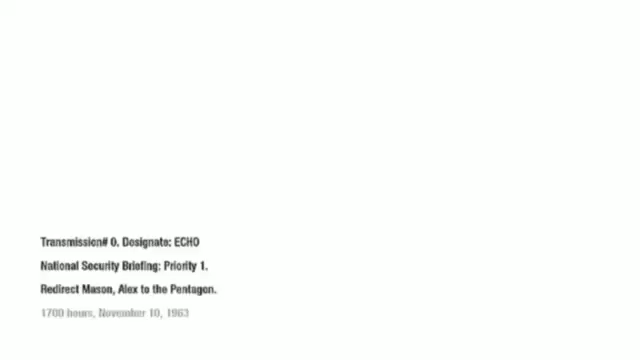 Transmission# 0. Designate: ECHO
National Security Briefing: Priority 1.
Redirect Mason, Alex to the Pentagon.
1700 hours, November 10, 1963